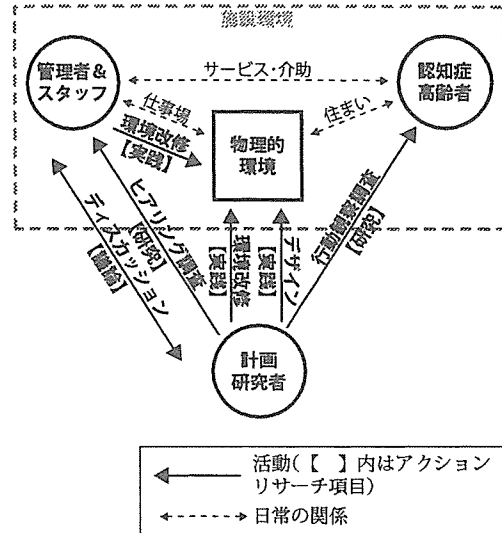 施設環境
管理者&
スタッフ
サービス・介助
認知症
高齢者
仕事場
住まい
環境改修
【実践】
物理的
環境
ヒアリング調査
【研究】
ディスカッション
【議論】
環境改修
【実践】
デザイン
【実践】
行動観察調査
【研究】
計画
研究者
活動(【 】内はアクション
リサーチ項目)
日常の関係